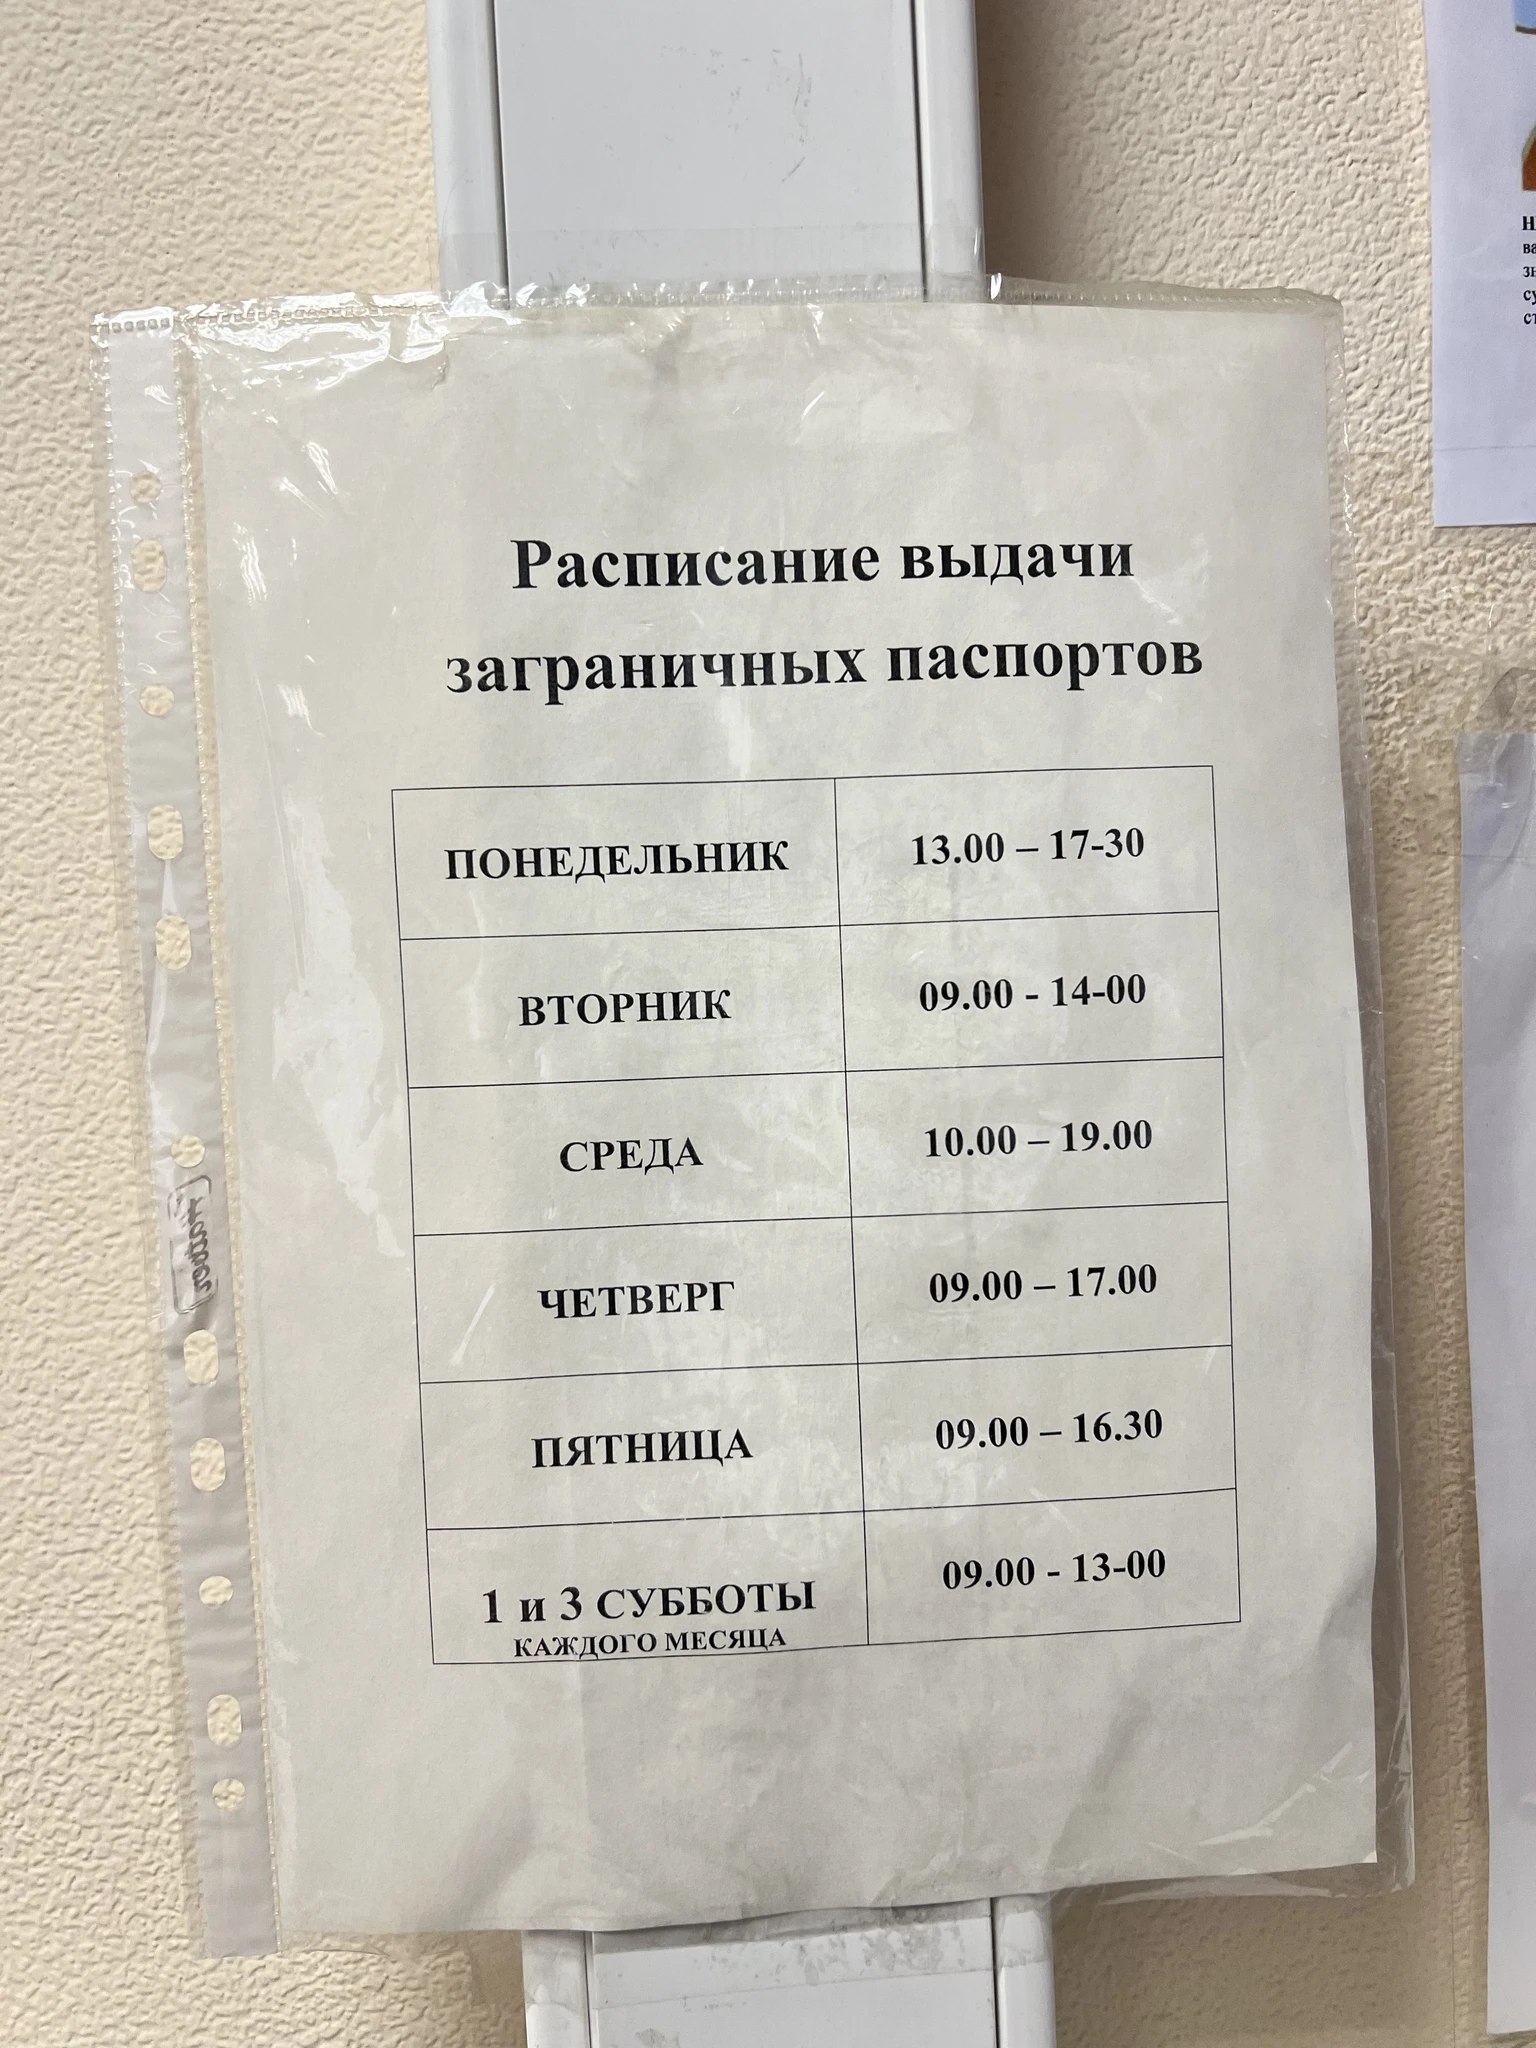 Расписание выдачи
заграничных паспортов
ПОНЕДЕЛЬНИК 13.00 – 17-30
ВТОРНИК 09.00 - 14-00
СРЕДА 10.00 – 19.00
ЧЕТВЕРГ 09.00 – 17.00
ПЯТНИЦА 09.00 – 16.30
1 и 3 СУББОТЫ 09.00 - 13-00
КАЖДОГО МЕСЯЦА